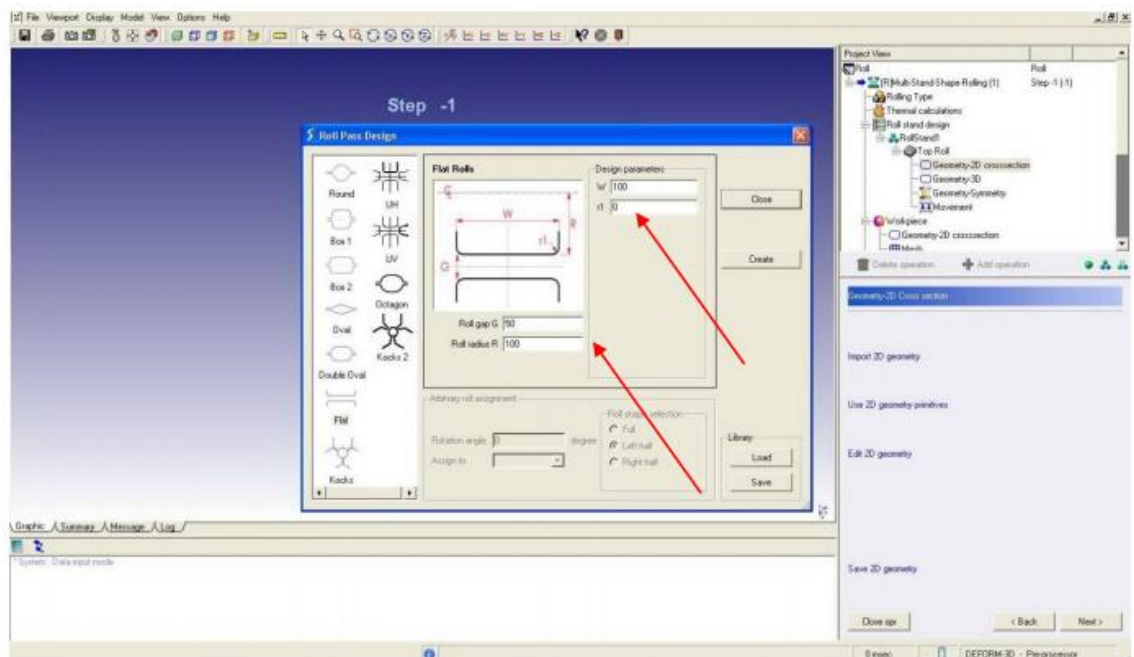 File Viewport Display Model View Options Help
Step -1
Roll Pass Design
Round
UH
Box 1
UV
Box 2
Octagon
Oval
Kocks 2
Double Oval
Flat
Kocks
Flat Rolls
W
R
r1
G
Roll gap G 50
Roll radius R 100
Design parameters
W 100
r1 0
Close
Create
Arbitrary roll assignment
Rotation angle 0 degree
Assign to
Roll shape selection
Full
Left half
Right half
Library
Load
Save
Project View
Roll Roll
[R]Multi-Stand-Shape-Rolling (1) Step -1 (-1)
Rolling Type
Thermal calculations
Roll stand design
RollStand1
Top Roll
Geometry-2D crosssection
Geometry-3D
Geometry-Symmetry
Movement
Workpiece
Geometry-2D crosssection
Mesh
Delete operation Add operation
Geometry-2D Cross section
Import 2D geometry
Use 2D geometry primitives
Edit 2D geometry
Save 2D geometry
Close opr < Back Next >
Graphic Summary Message Log
* System : Data input mode
DEFORM-3D - Preprocessor